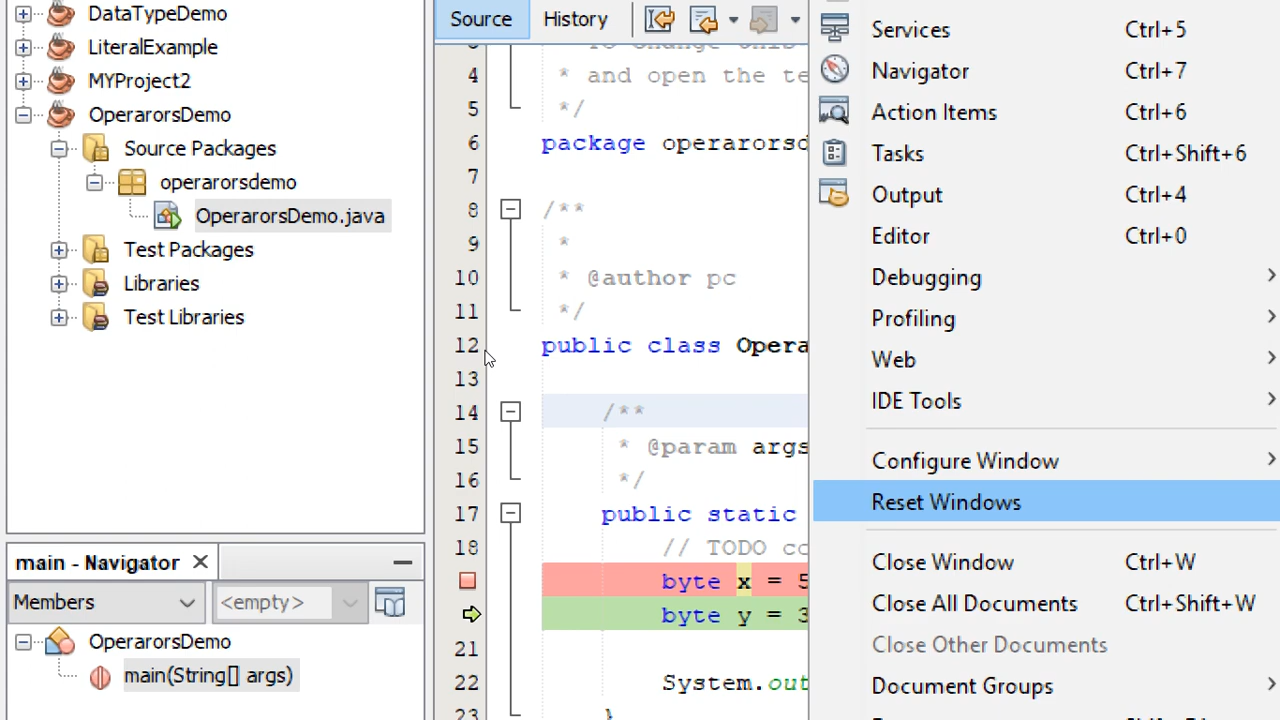 DataTypeDemo
LiteralExample
MYProject2
OperarorsDemo
Source Packages
operarorsdemo
OperarorsDemo.java
Test Packages
Libraries
Test Libraries
main - Navigator
Members
<empty>
OperarorsDemo
main(String[] args)
Source
History
4 * and open the te
5 */
6 package operarorsd
7
8 /**
9 *
10 * @author pc
11 */
12 public class Opera
13
14 /**
15 * @param args
16 */
17 public static
18 // TODO co
byte x = 5
byte y = 3
21
22 System.out
23 }
Services Ctrl+5
Navigator Ctrl+7
Action Items Ctrl+6
Tasks Ctrl+Shift+6
Output Ctrl+4
Editor Ctrl+0
Debugging
Profiling
Web
IDE Tools
Configure Window
Reset Windows
Close Window Ctrl+W
Close All Documents Ctrl+Shift+W
Close Other Documents
Document Groups